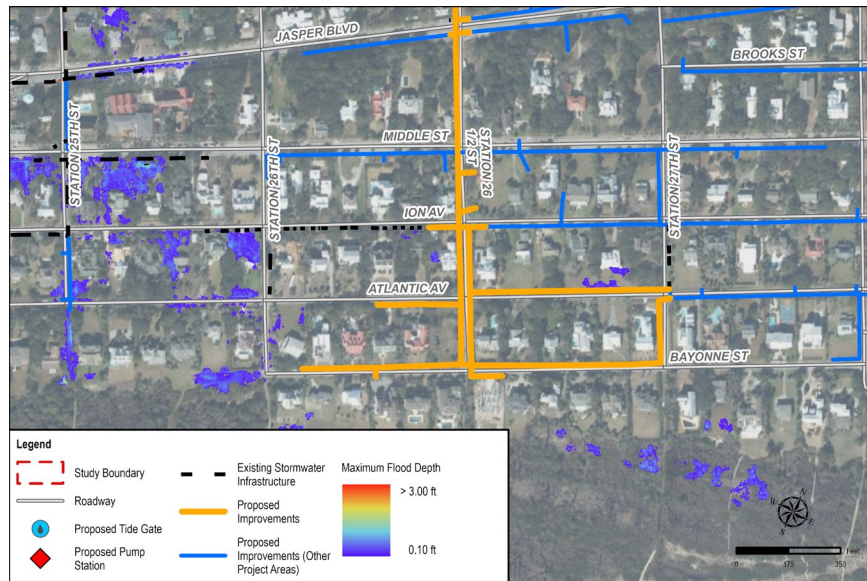 JASPER BLVD
BROOKS ST
STATION 25TH ST
MIDDLE ST
STATION 26TH ST
STATION 26
1/2 ST
STATION 27TH ST
ION AV
ATLANTIC AV
BAYONNE ST
Legend
Study Boundary
Roadway
Proposed Tide Gate
Proposed Pump
Station
Existing Stormwater
Infrastructure
Proposed
Improvements
Proposed
Improvements (Other
Project Areas)
Maximum Flood Depth
> 3.00 ft
0.10 ft
N
W
E
S
Feet
0 175 350